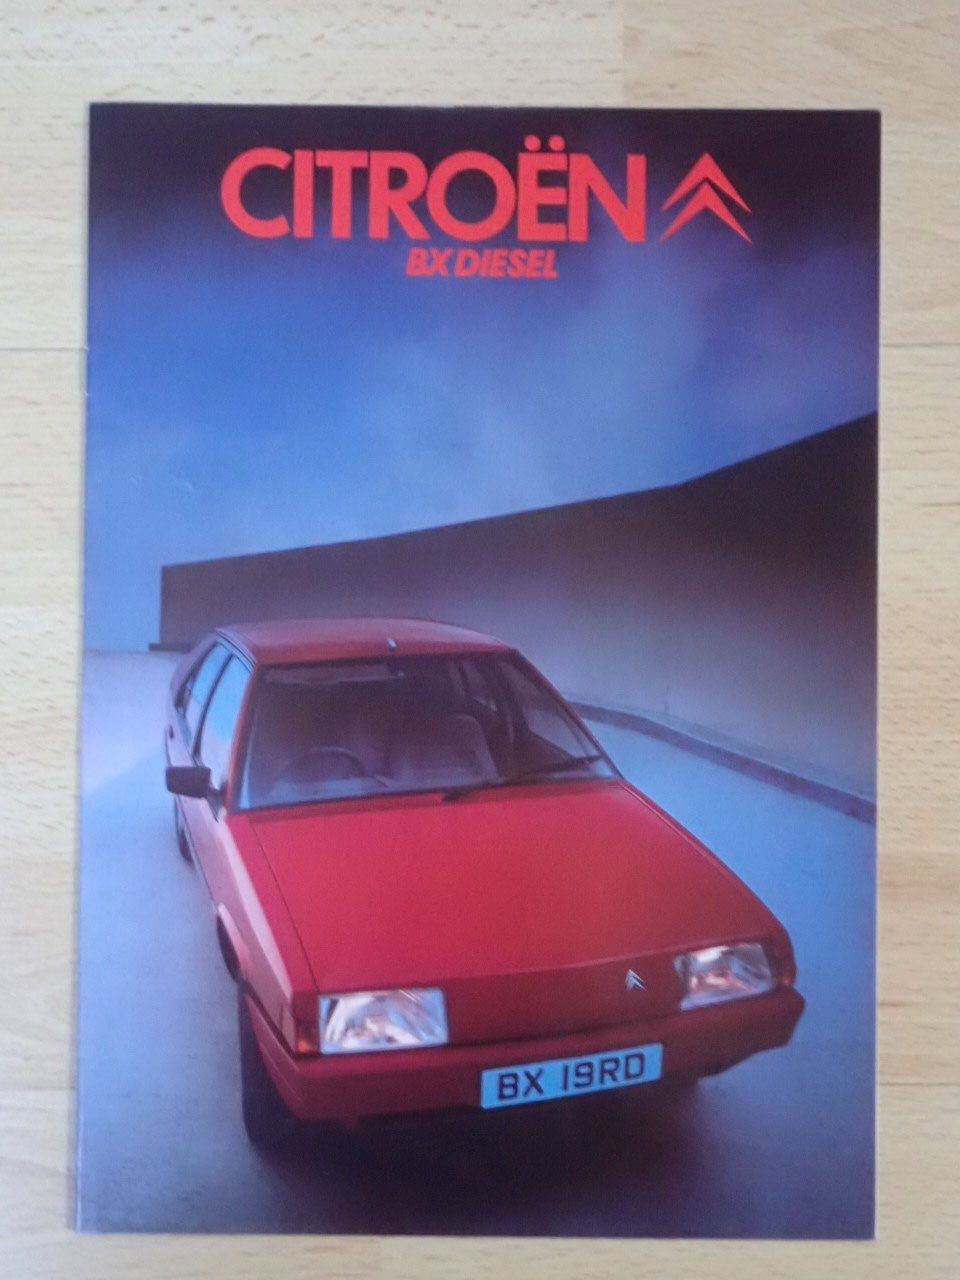 CITROËN
BX DIESEL
BX 19RD